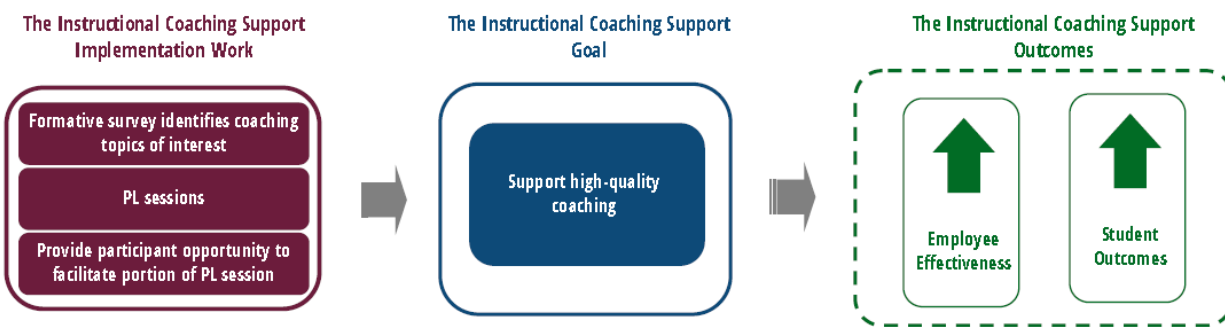 The Instructional Coaching Support
Implementation Work
Formative survey identifies coaching
topics of interest
PL sessions
Provide participant opportunity to
facilitate portion of PL session
The Instructional Coaching Support
Goal
Support high-quality
coaching
The Instructional Coaching Support
Outcomes
Employee
Effectiveness
Student
Outcomes